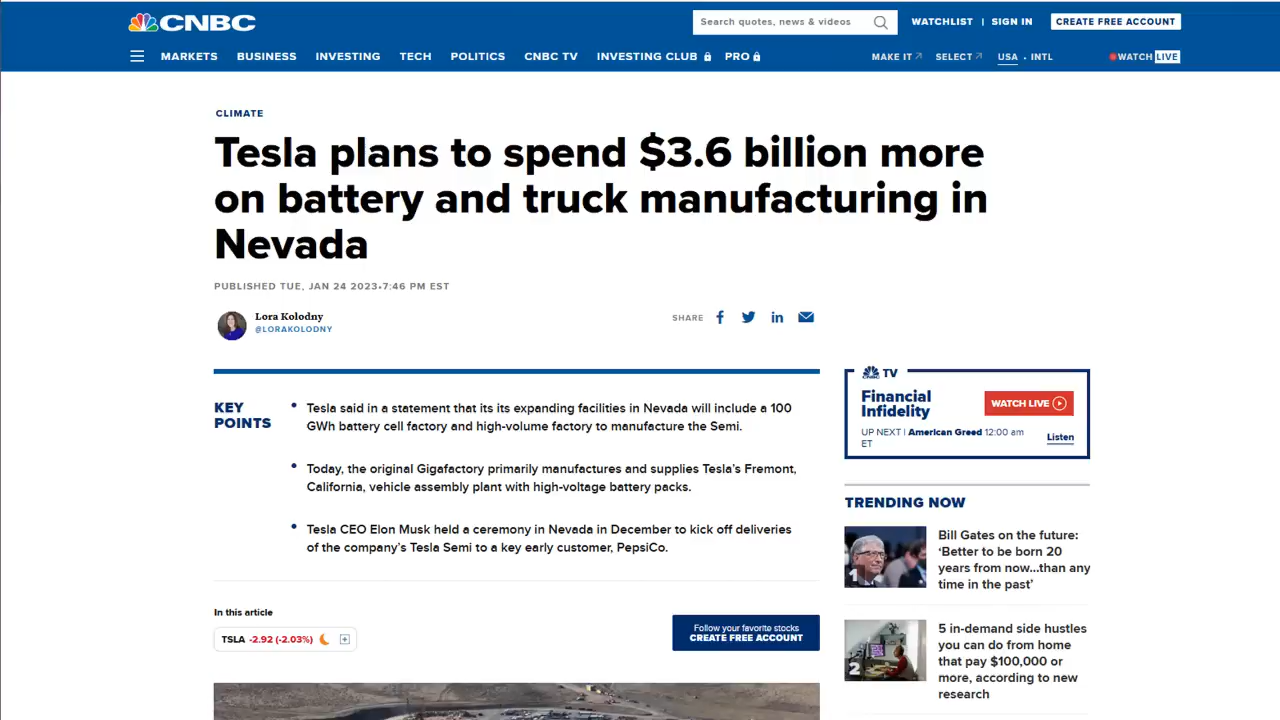 CNBC
Search quotes, news & videos
WATCHLIST | SIGN IN
CREATE FREE ACCOUNT
MARKETS BUSINESS INVESTING TECH POLITICS CNBC TV INVESTING CLUB PRO
MAKE IT SELECT USA • INTL
WATCH LIVE
CLIMATE
Tesla plans to spend $3.6 billion more
on battery and truck manufacturing in
Nevada
PUBLISHED TUE, JAN 24 2023•7:46 PM EST
Lora Kolodny
@LORAKOLODNY
SHARE
KEY
POINTS
Tesla said in a statement that its its expanding facilities in Nevada will include a 100
GWh battery cell factory and high-volume factory to manufacture the Semi.
Today, the original Gigafactory primarily manufactures and supplies Tesla's Fremont,
California, vehicle assembly plant with high-voltage battery packs.
Tesla CEO Elon Musk held a ceremony in Nevada in December to kick off deliveries
of the company's Tesla Semi to a key early customer, PepsiCo.
In this article
TSLA -2.92 (-2.03%)
Follow your favorite stocks
CREATE FREE ACCOUNT
CNBC TV
Financial
Infidelity
WATCH LIVE
UP NEXT | American Greed 12:00 am
ET
Listen
TRENDING NOW
1
Bill Gates on the future:
'Better to be born 20
years from now...than any
time in the past'
2
5 in-demand side hustles
you can do from home
that pay $100,000 or
more, according to new
research